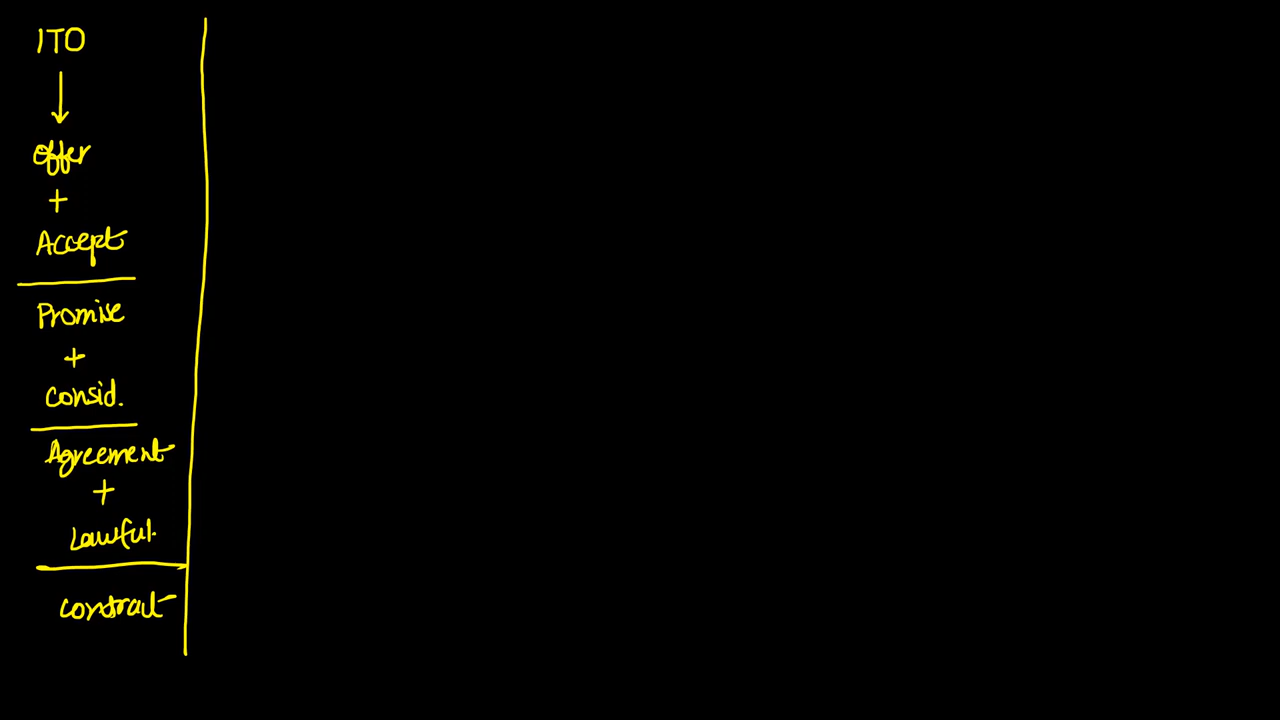 ITO
↓
Offer
+
Accept
Promise
+
Consid.
Agreement
+
Lawful.
Contract